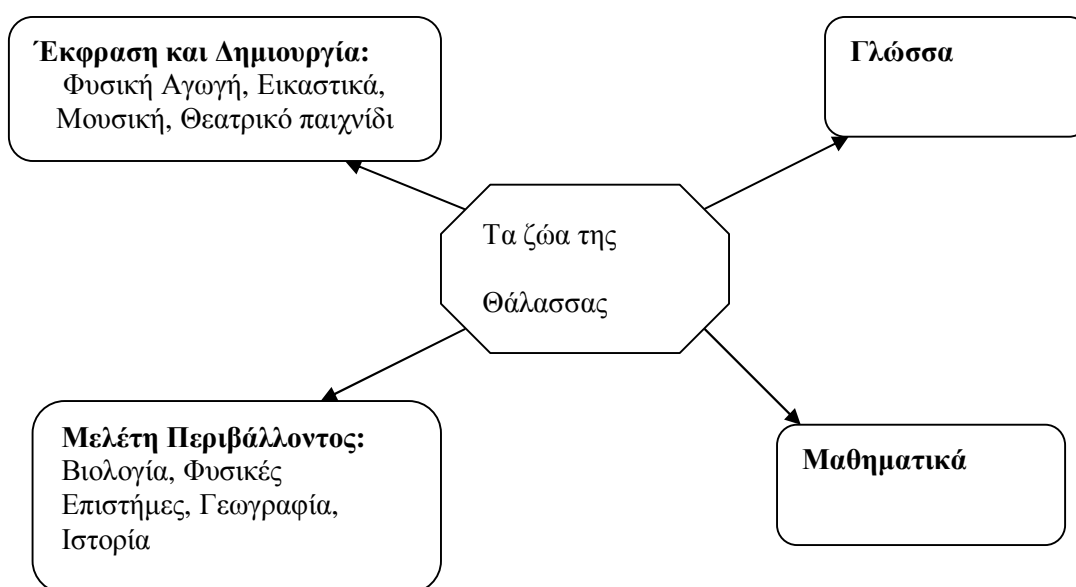 Έκφραση και Δημιουργία:
Φυσική Αγωγή, Εικαστικά,
Μουσική, Θεατρικό παιχνίδι
Γλώσσα
Τα ζώα της
Θάλασσας
Μελέτη Περιβάλλοντος:
Βιολογία, Φυσικές
Επιστήμες, Γεωγραφία,
Ιστορία
Μαθηματικά